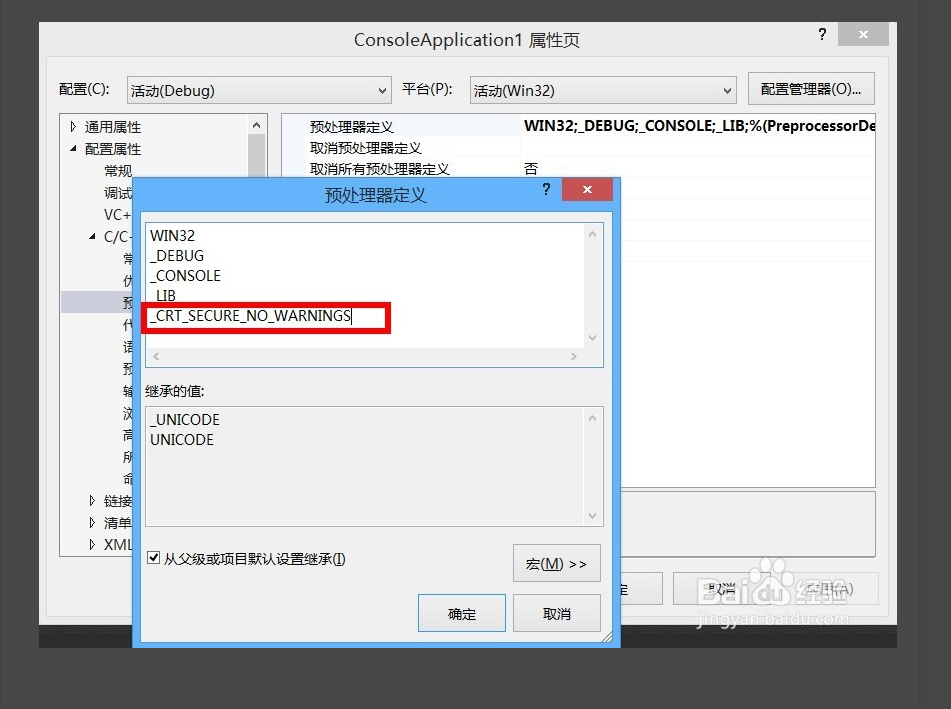 ConsoleApplication1 属性页
?
配置(C):
活动(Debug)
平台(P):
活动(Win32)
配置管理器(O)...
通用属性
配置属性
常规
调试
VC+
C/C-
常
优
预
代
语
预
输
浏
高
所
命
链接
清单
XML
预处理器定义
WIN32;_DEBUG;_CONSOLE;_LIB;%(PreprocessorDe
取消预处理器定义
取消所有预处理器定义
否
预处理器定义
?
WIN32
_DEBUG
_CONSOLE
_LIB
_CRT_SECURE_NO_WARNINGS
继承的值:
_UNICODE
UNICODE
从父级或项目默认设置继承(I)
宏(M) >>
确定
取消
定
取消
应用(A)
Baidu 经验
jingyan.baidu.com